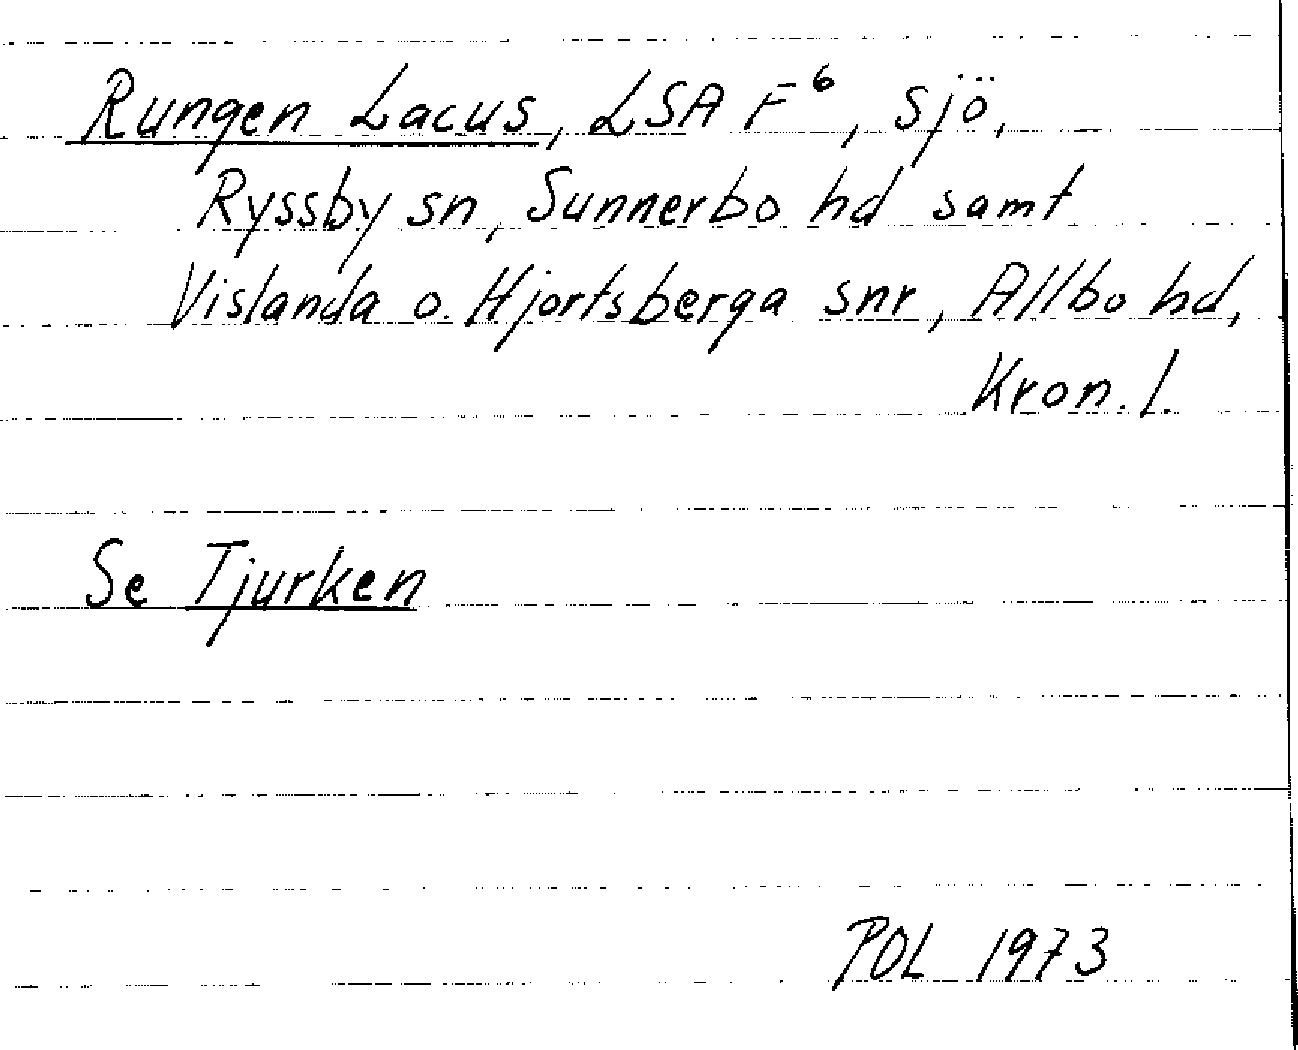 Rungen Lacus, LSA F⁶, sjö,
Ryssby sn, Sunnerbo hd samt
Vislanda o. Hjortsberga snr, Allbo hd,
Kron. l.
Se Tjurken
POL 1973